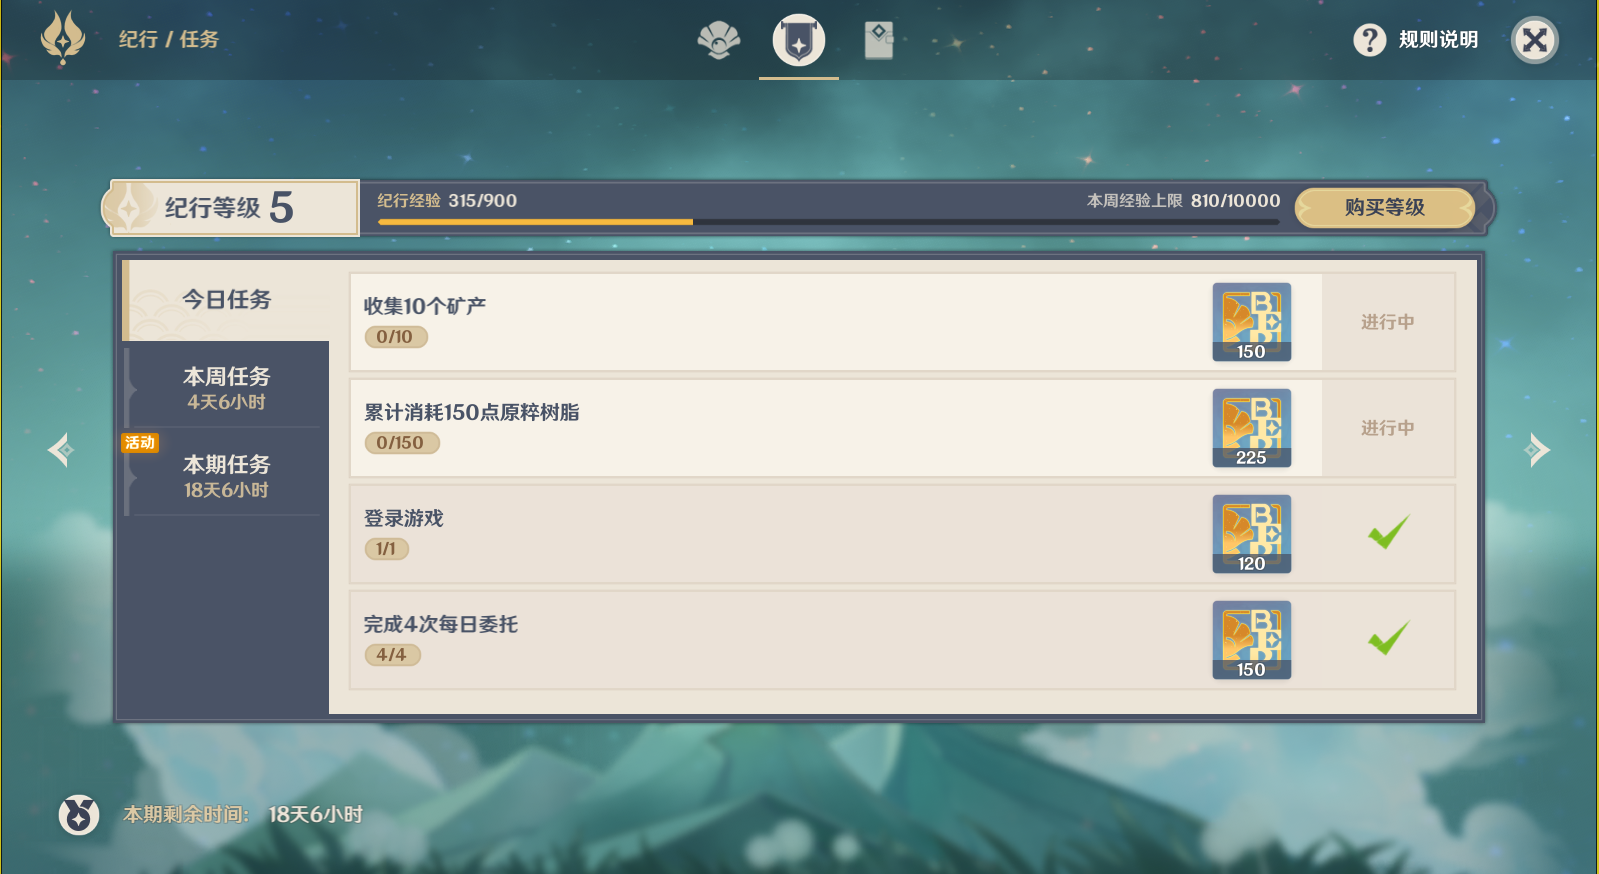 纪行 / 任务
规则说明
纪行等级 5
纪行经验 315/900
本周经验上限 810/10000
购买等级
今日任务
本周任务
4天6小时
活动
本期任务
18天6小时
收集10个矿产
0/10
150
进行中
累计消耗150点原粹树脂
0/150
225
进行中
登录游戏
1/1
120
完成4次每日委托
4/4
150
本期剩余时间: 18天6小时